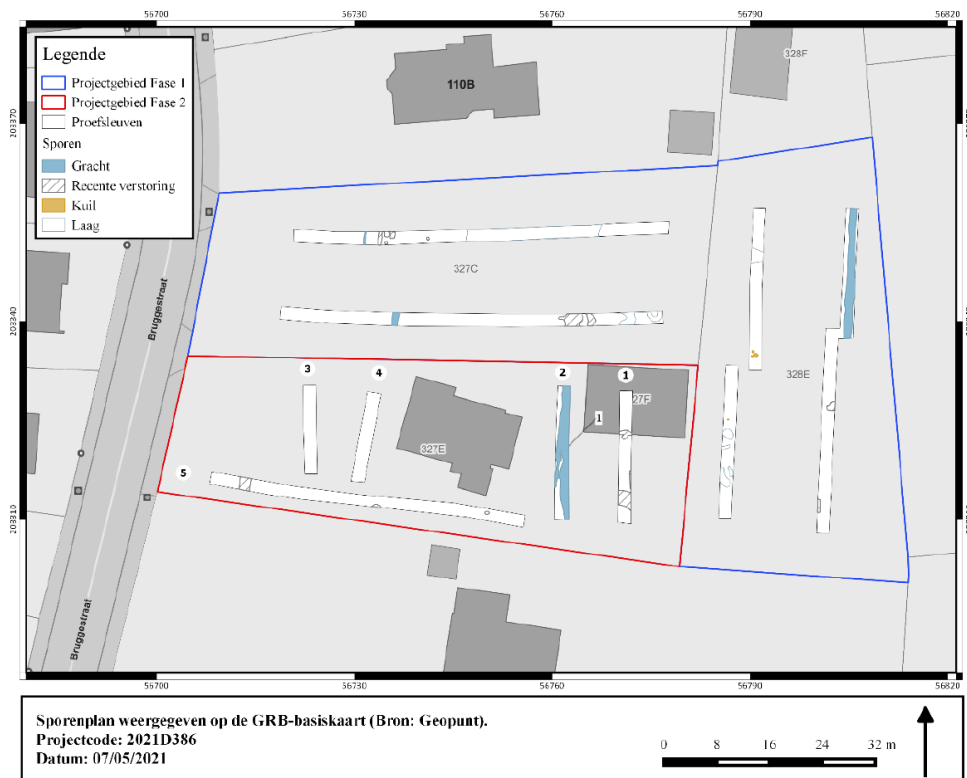 56700 56730 56760 56790 56820
Legende
Projectgebied Fase 1
Projectgebied Fase 2
Proefsleuven
Sporen
Gracht
Recente verstoring
Kuil
Laag
110B
328F
203370
327C
Bruggestraat
203340
328E
3
4
2
1
27F
1
327E
5
203310
Bruggestraat
56700 56730 56760 56790 56820
Sporenplan weergegeven op de GRB-basiskaart (Bron: Geopunt).
Projectcode: 2021D386
Datum: 07/05/2021
0 8 16 24 32 m